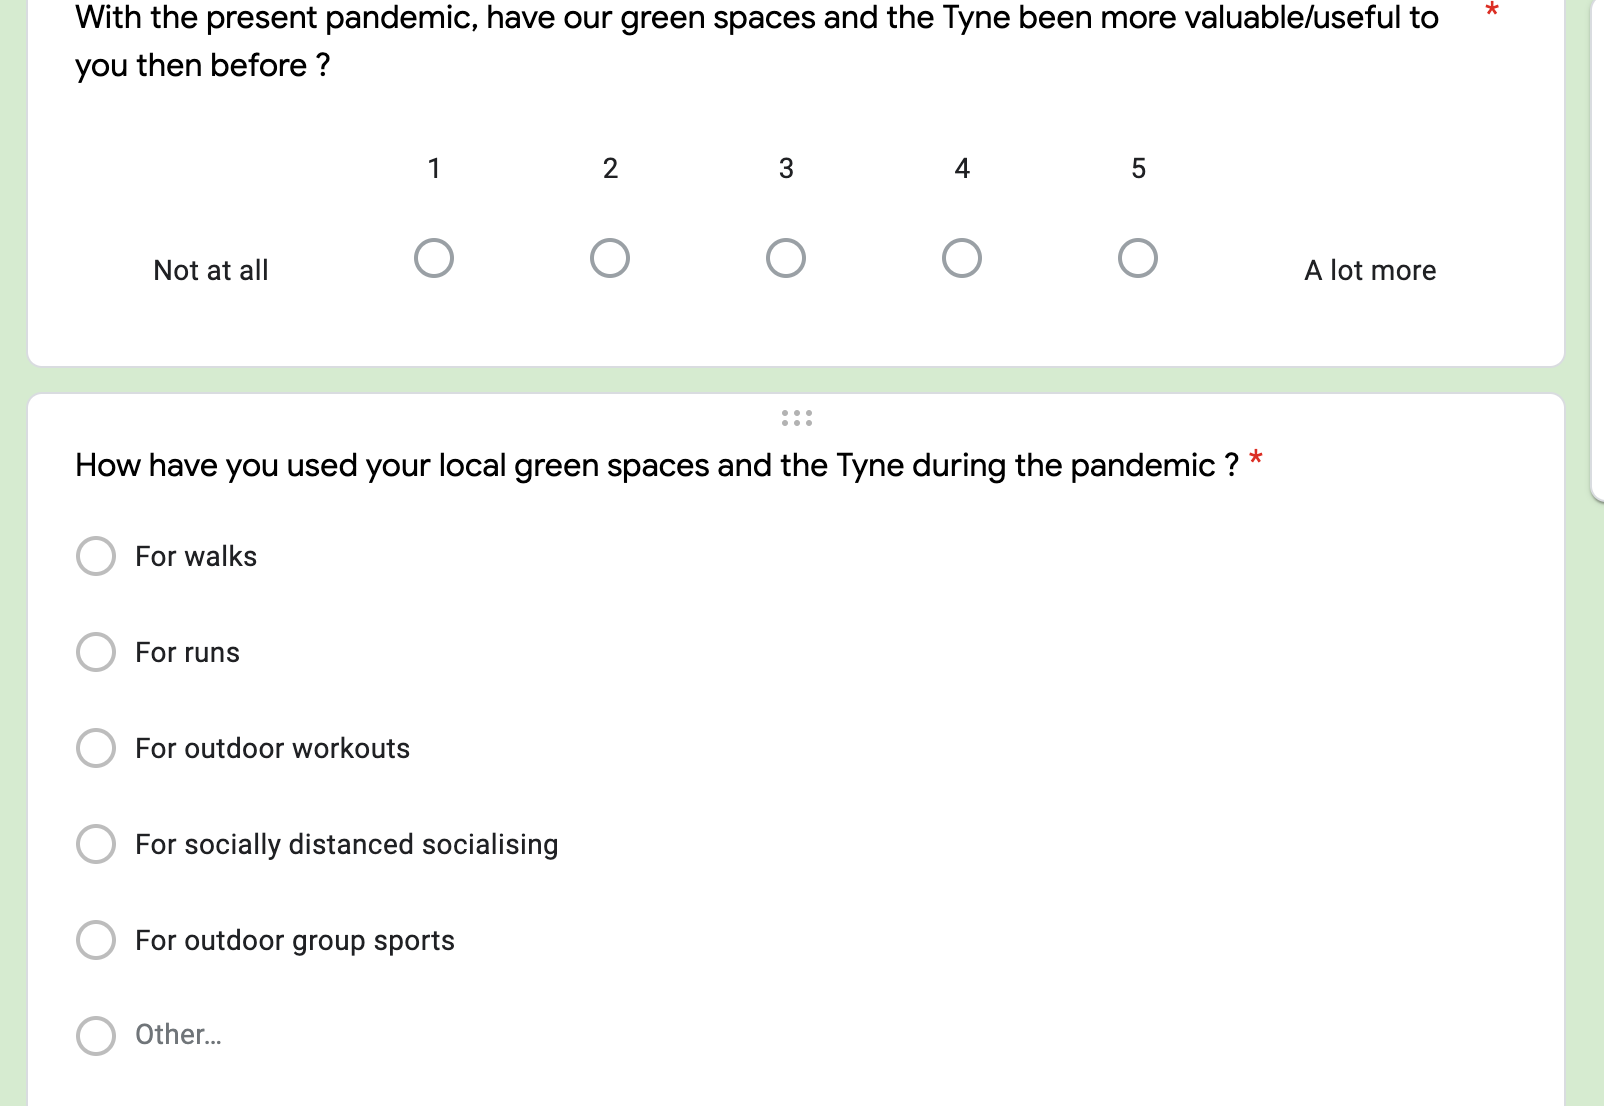 With the present pandemic, have our green spaces and the Tyne been more valuable/useful to *
you then before ?
1 2 3 4 5
Not at all A lot more
How have you used your local green spaces and the Tyne during the pandemic ? *
For walks
For runs
For outdoor workouts
For socially distanced socialising
For outdoor group sports
Other...